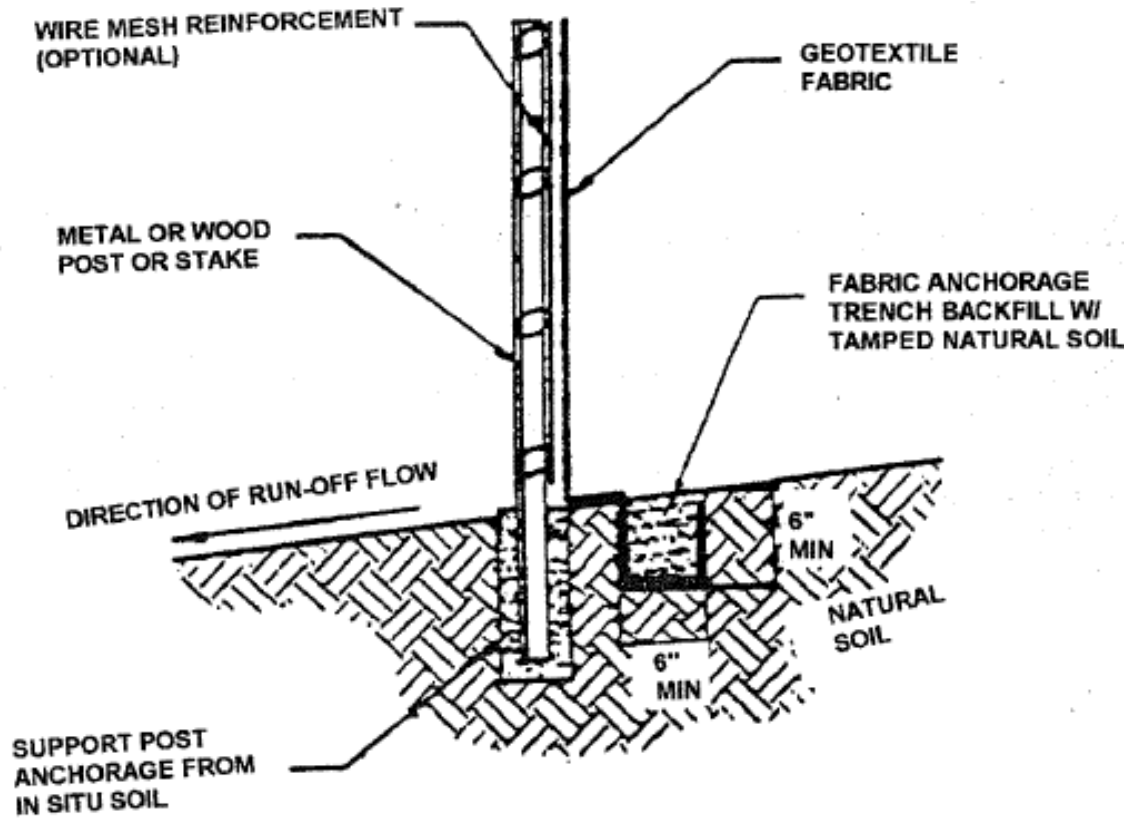 WIRE MESH REINFORCEMENT
(OPTIONAL)
GEOTEXTILE
FABRIC
METAL OR WOOD
POST OR STAKE
FABRIC ANCHORAGE
TRENCH BACKFILL W/
TAMPED NATURAL SOIL
DIRECTION OF RUN-OFF FLOW
6"
MIN
NATURAL
SOIL
6"
MIN
SUPPORT POST
ANCHORAGE FROM
IN SITU SOIL